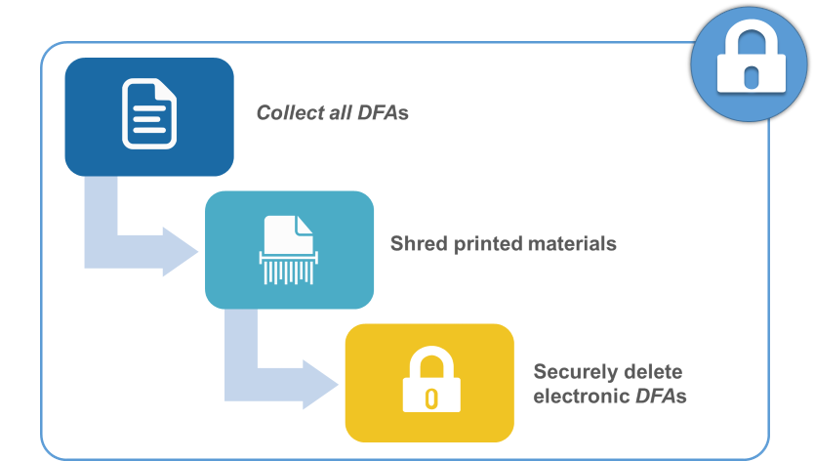 Collect all DFAs
Shred printed materials
Securely delete
electronic DFAs